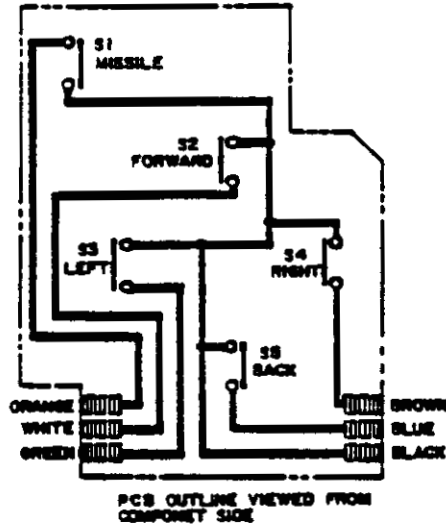 S1
MISSILE
S2
FORWARD
S3
LEFT
S4
RIGHT
S5
BACK
ORANGE
WHITE
GREEN
BROWN
BLUE
BLACK
PCB OUTLINE VIEWED FROM
COMPONET SIDE